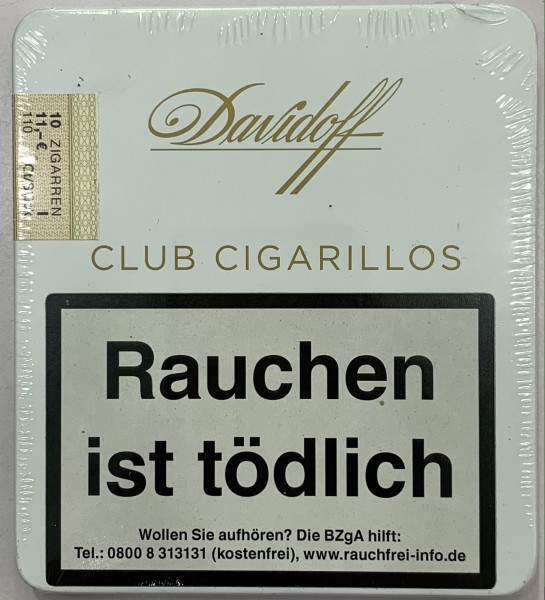 Davidoff
10 ZIGARREN
11,-€ I
110
CLUB CIGARILLOS
Rauchen
ist tödlich
Wollen Sie aufhören? Die BZgA hilft:
Tel.: 0800 8 313131 (kostenfrei), www.rauchfrei-info.de